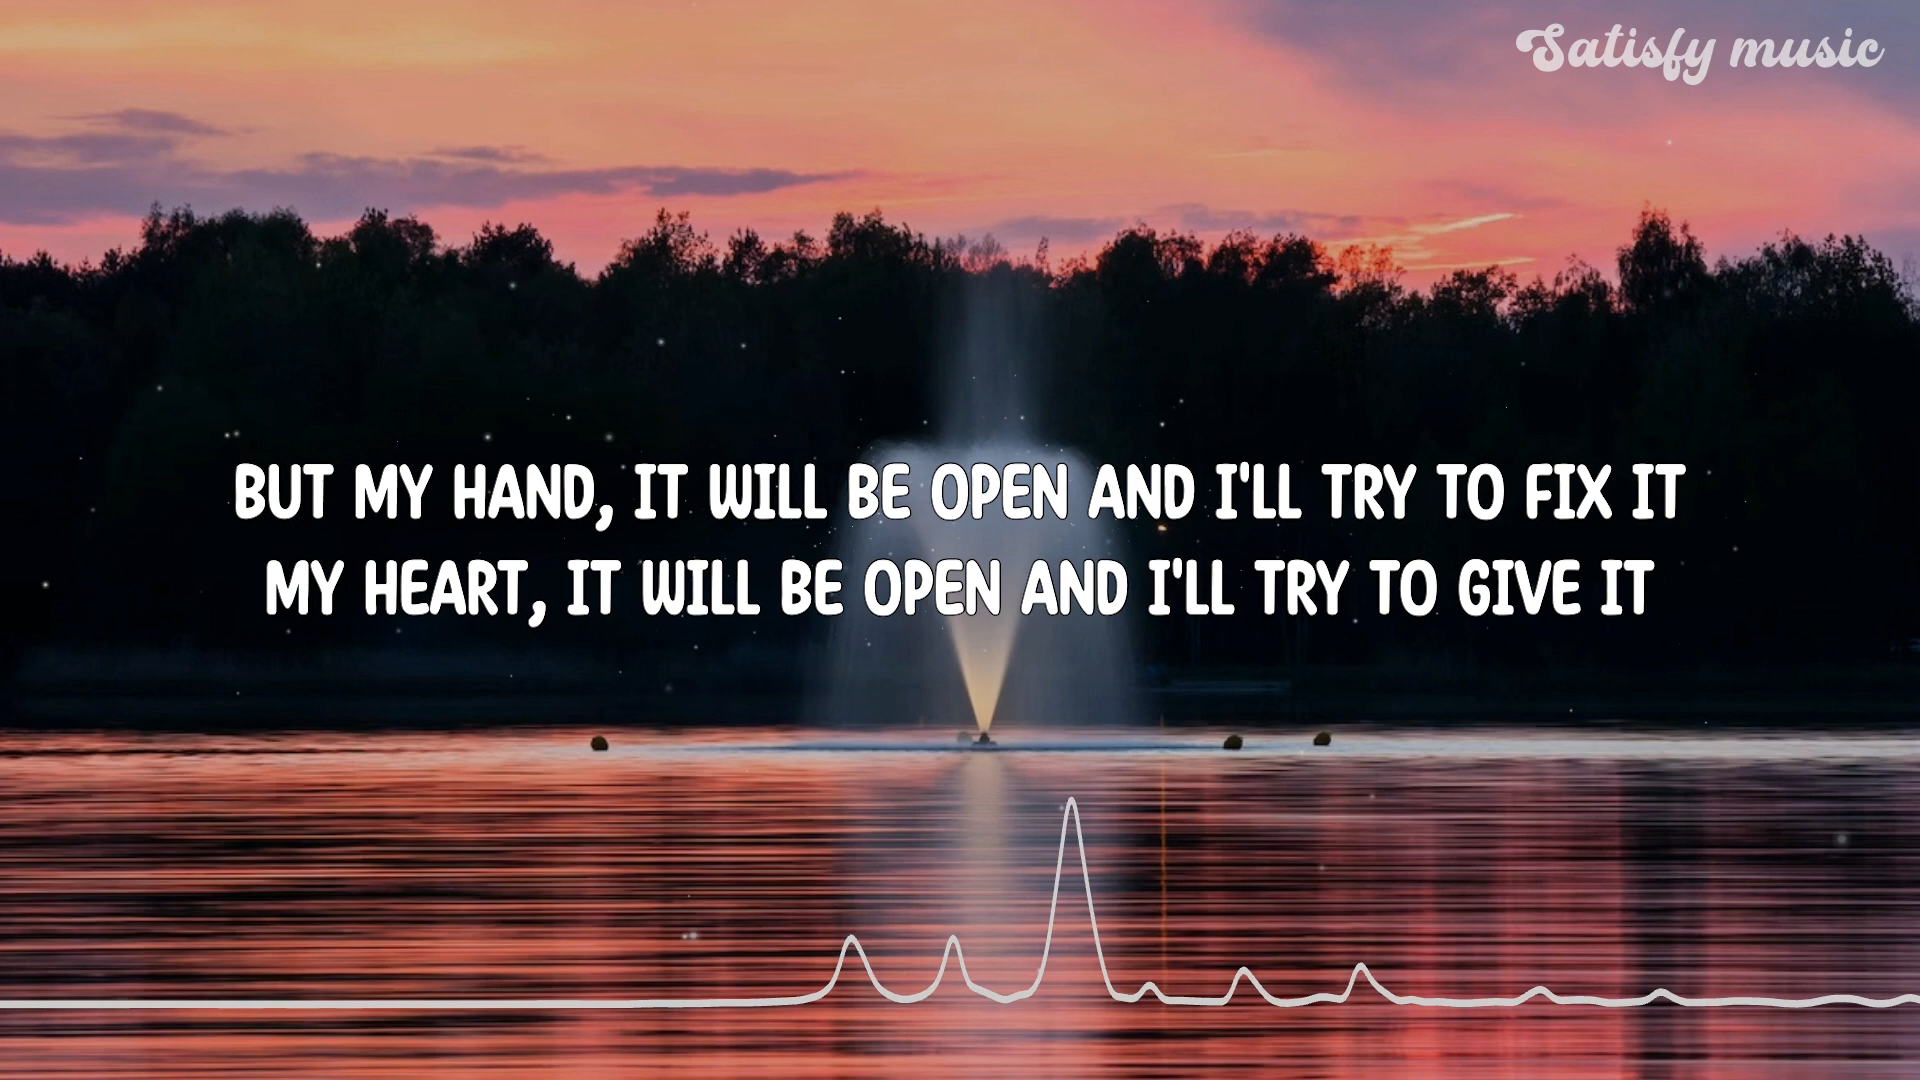 Satisfy music
BUT MY HAND, IT WILL BE OPEN AND I'LL TRY TO FIX IT
MY HEART, IT WILL BE OPEN AND I'LL TRY TO GIVE IT